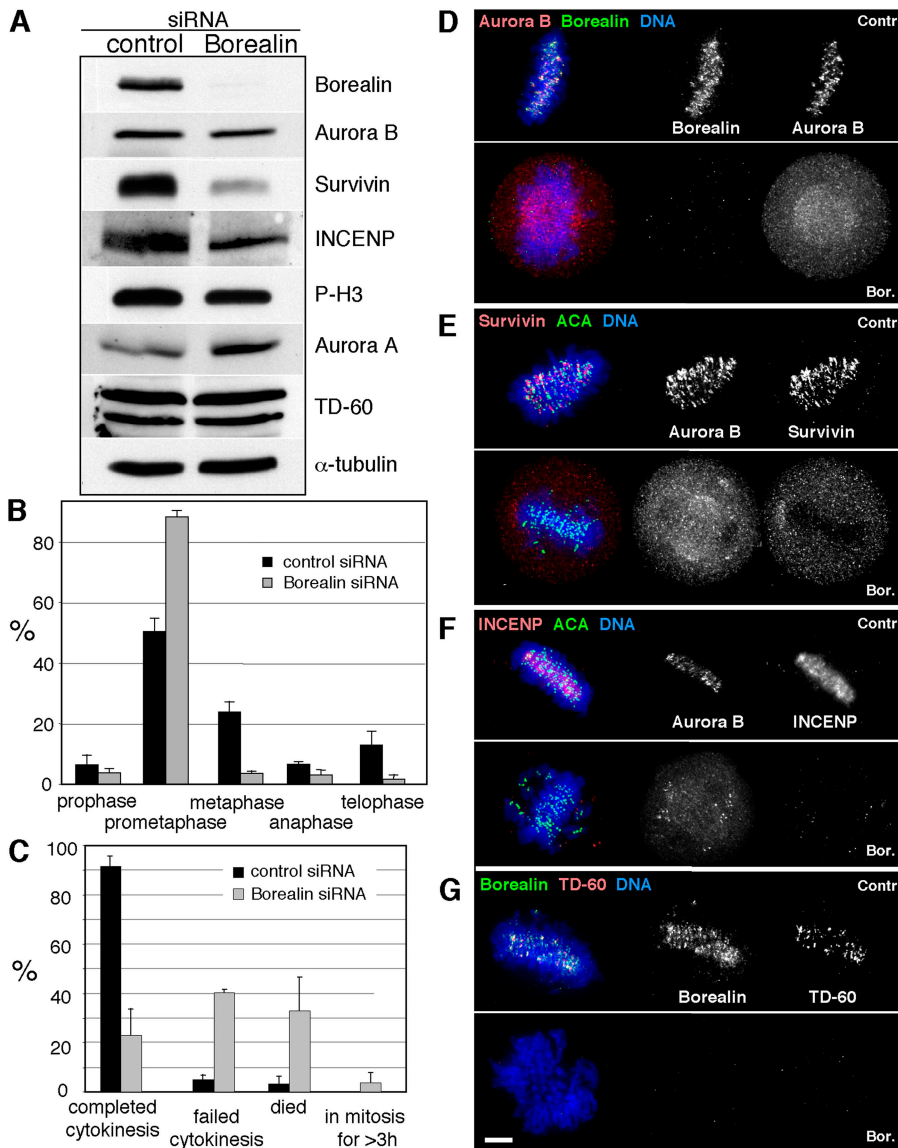 A
siRNA
control Borealin
Borealin
Aurora B
Survivin
INCENP
P-H3
Aurora A
TD-60
α-tubulin
B
80
60
40
20
0
%
control siRNA
Borealin siRNA
prophase
prometaphase
metaphase
anaphase
telophase
C
100
80
60
40
20
0
%
control siRNA
Borealin siRNA
completed
cytokinesis
failed
cytokinesis
died
in mitosis
for >3h
D
Aurora B Borealin DNA
Contr
Borealin
Aurora B
Bor.
E
Survivin ACA DNA
Contr
Aurora B
Survivin
Bor.
F
INCENP ACA DNA
Contr
Aurora B
INCENP
Bor.
G
Borealin TD-60 DNA
Contr
Borealin
TD-60
Bor.